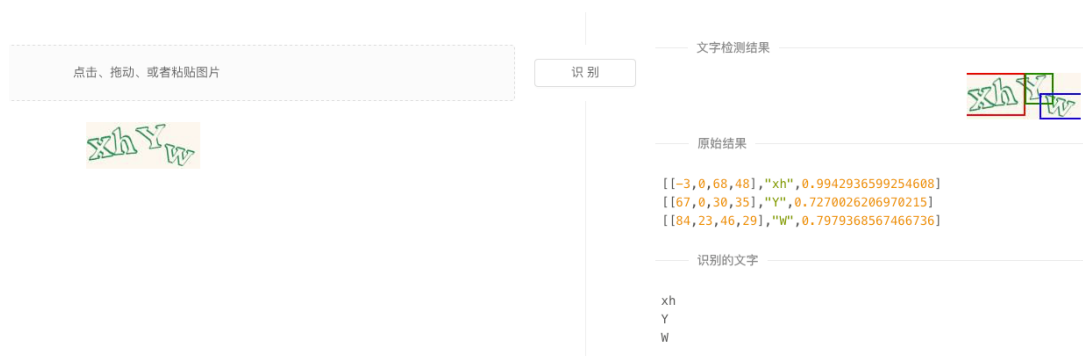 点击、拖动、或者粘贴图片
识 别
xhYw
文字检测结果
xhYw
原始结果
[[-3,0,68,48],"xh",0.9942936599254608]
[[67,0,30,35],"Y",0.7270026206970215]
[[84,23,46,29],"W",0.7979368567466736]
识别的文字
xh
Y
W